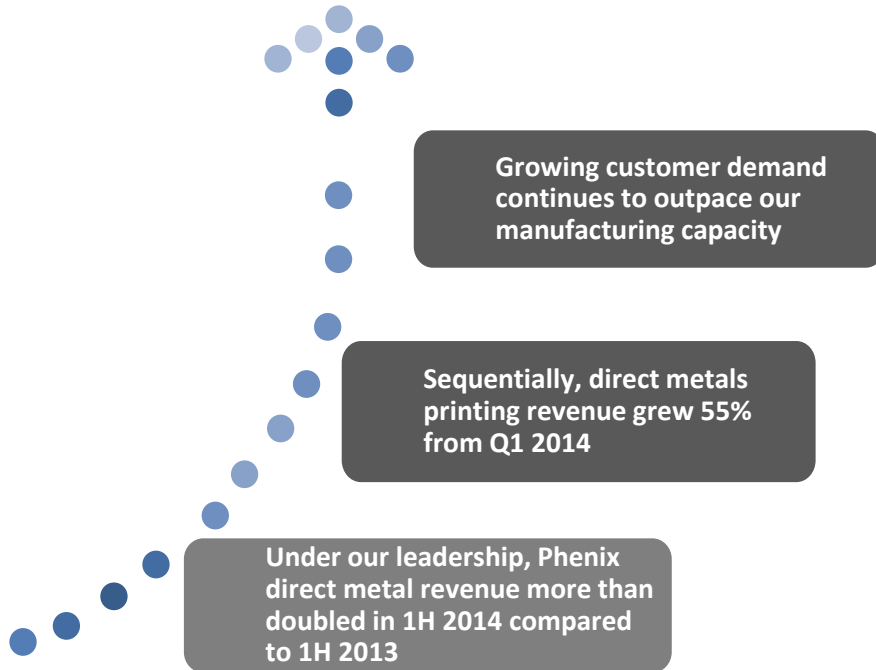 Growing customer demand
continues to outpace our
manufacturing capacity
Sequentially, direct metals
printing revenue grew 55%
from Q1 2014
Under our leadership, Phenix
direct metal revenue more than
doubled in 1H 2014 compared
to 1H 2013